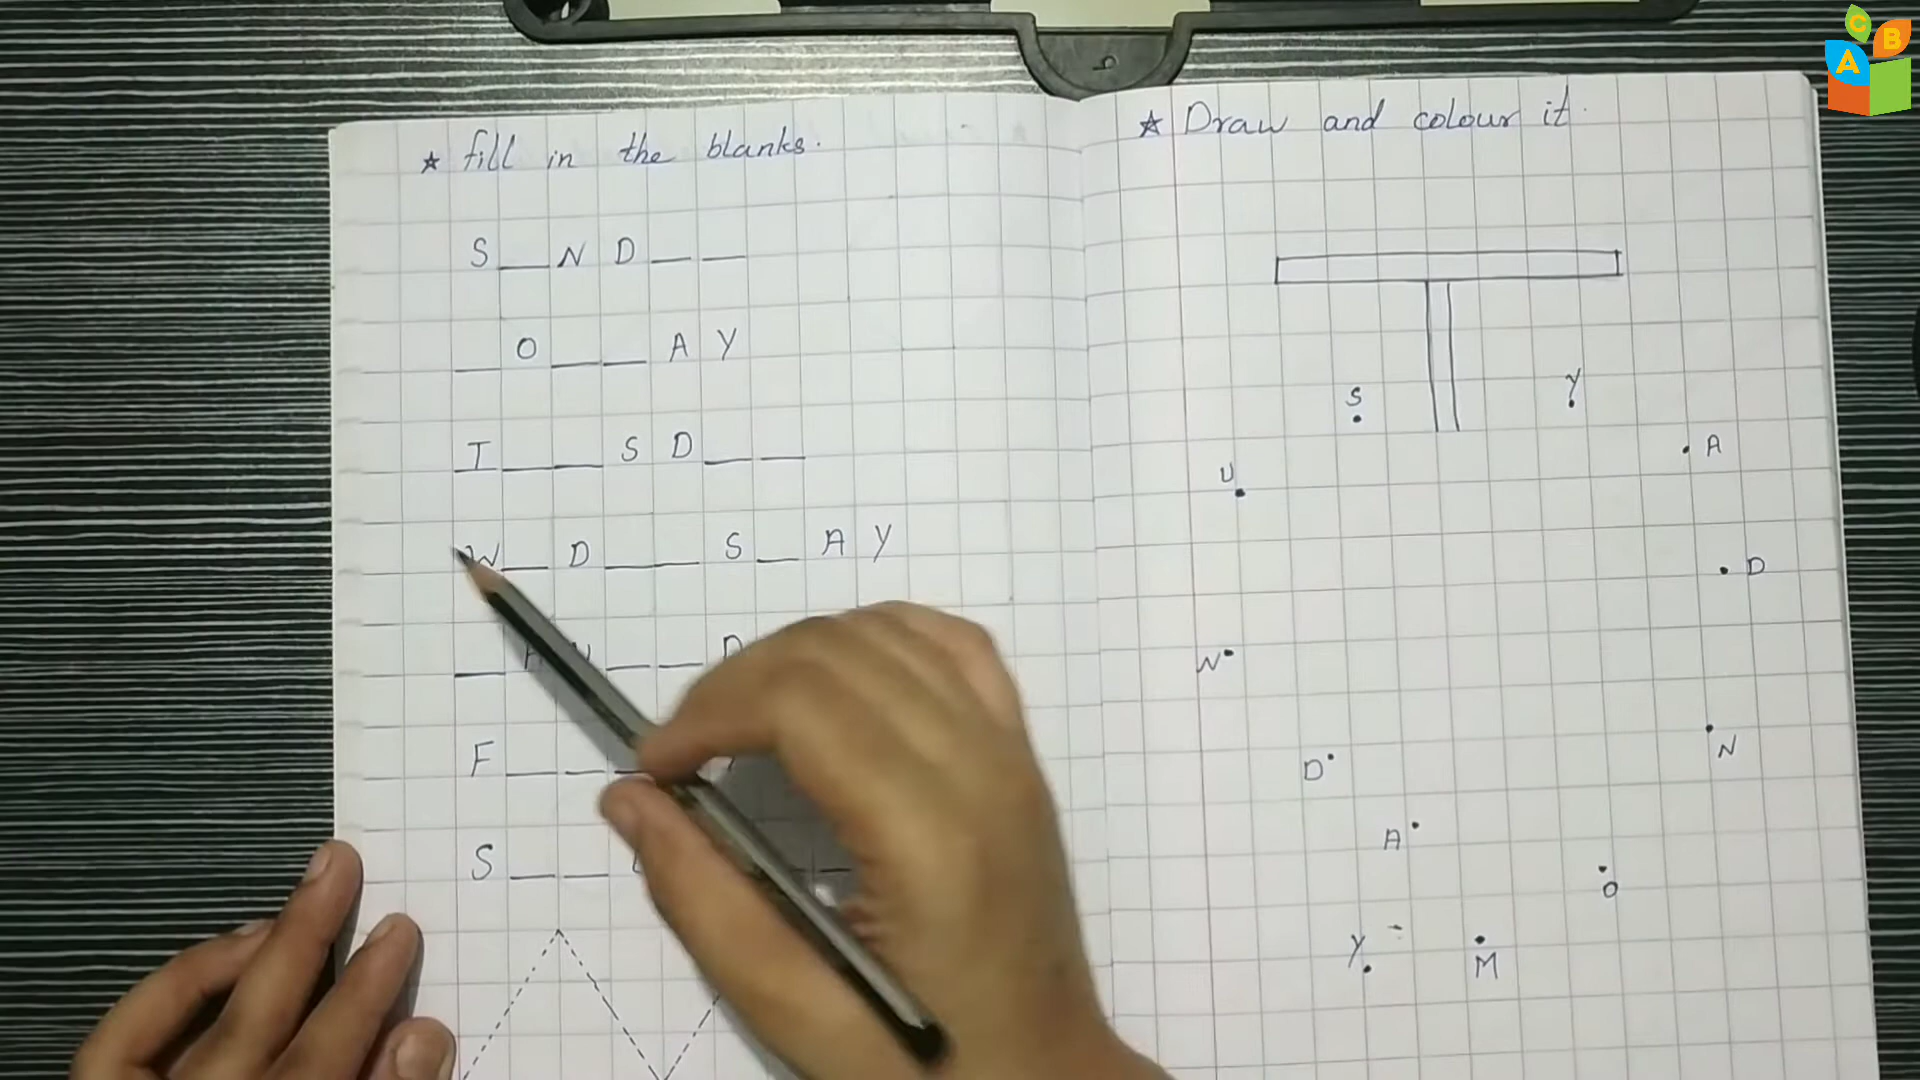 ★ fill in the blanks.
S _ N D _ _
_ O _ _ A Y
T _ _ S D _ _
W _ D _ _ S _ A Y
F _ _ _
S _ _
★ Draw and colour it.
S
Y
A
U
D
N
N
D
A
O
Y
M
A
B
C